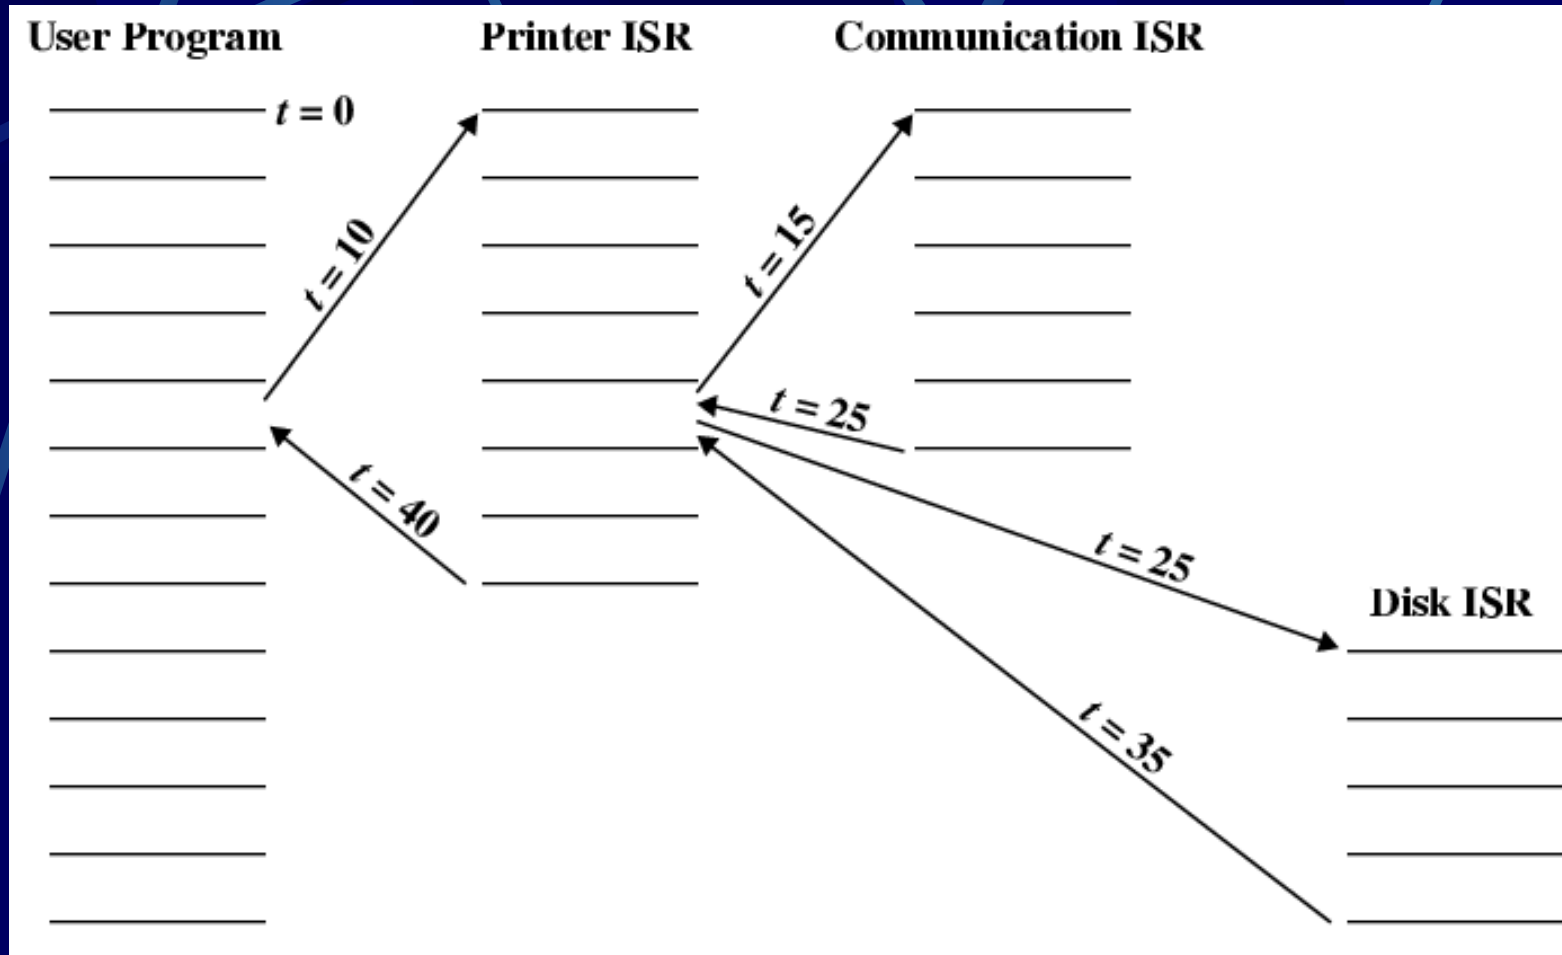 User Program
Printer ISR
Communication ISR
t = 0
t = 10
t = 15
t = 25
t = 40
t = 25
Disk ISR
t = 35